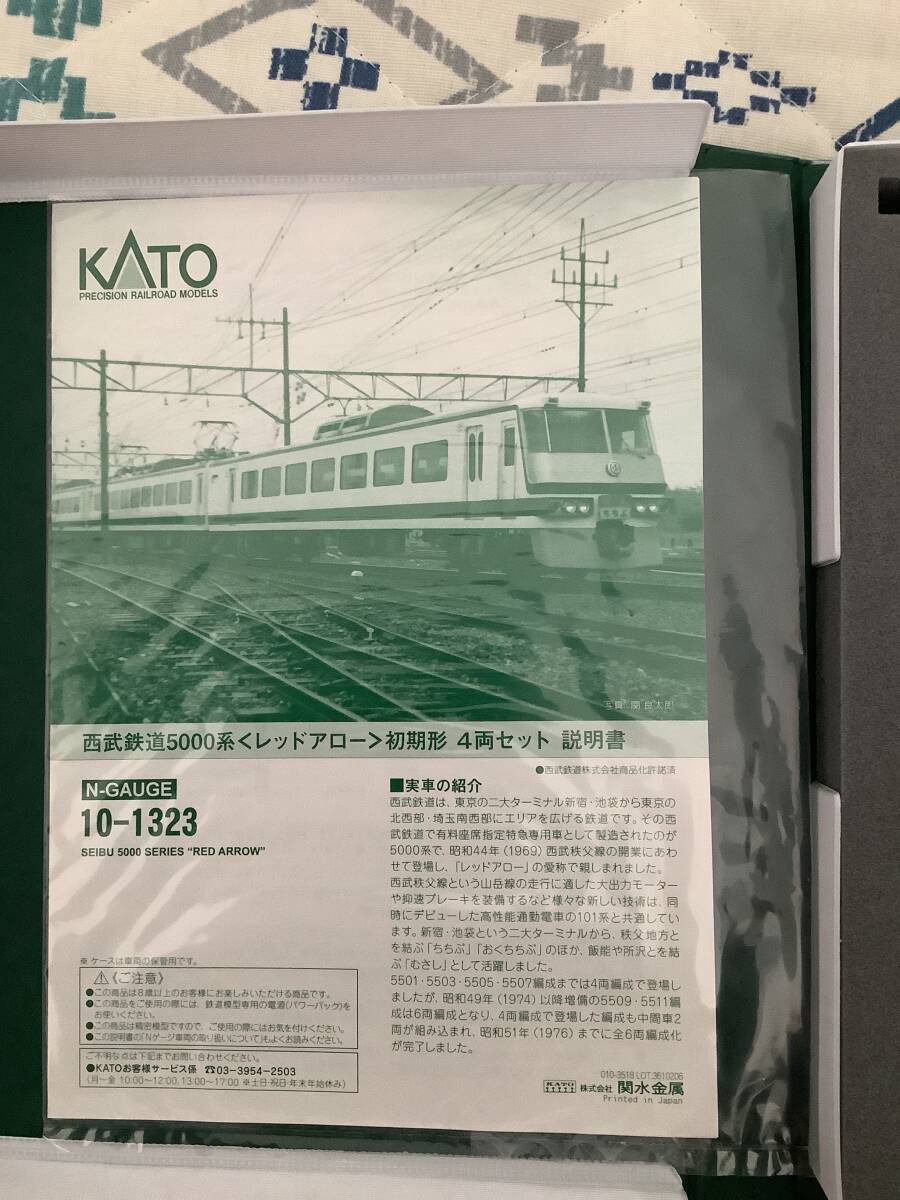 KATO
PRECISION RAILROAD MODELS
ちちぶ
写真 関 良太郎
西武鉄道5000系<レッドアロー>初期形 4両セット 説明書
●西武鉄道株式会社商品化許諾済
N-GAUGE
10-1323
SEIBU 5000 SERIES “RED ARROW”
■実車の紹介
西武鉄道は、東京の二大ターミナル新宿・池袋から東京の
北西部・埼玉南西部にエリアを広げる鉄道です。その西
武鉄道で有料座席指定特急専用車として製造されたのが
5000系で、昭和44年(1969)西武秩父線の開業にあわ
せて登場し、「レッドアロー」の愛称で親しまれました。
西武秩父線という山岳線の走行に適した大出力モーター
や抑速ブレーキを装備するなど様々な新しい技術は、同
時にデビューした高性能通勤電車の101系と共通してい
ます。新宿・池袋という二大ターミナルから、秩父地方と
を結ぶ「ちちぶ」「おくちちぶ」のほか、飯能や所沢とを結
ぶ「むさし」として活躍しました。
5501・5503・5505・5507編成までは4両編成で登場し
ましたが、昭和49年(1974)以降増備の5509・5511編
成は6両編成となり、4両編成で登場した編成も中間車2
両が組み込まれ、昭和51年(1976)までに全6両編成化
が完了しました。
※ ケースは車両の保管用です。
⚠《ご注意》
●この商品は8歳以上のお客様にお楽しみいただける商品です。
●この商品をご使用の際には、鉄道模型専用の電源(パワーパック)を
お使いください。
●この商品は精密模型ですので、ご使用の際にはお気を付けください。
●この説明書の「Nゲージ車両の取り扱いについて」もよくお読みください。
ご不明な点は下記までお問い合わせください。
●KATOお客様サービス係 ☎03-3954-2503
(月〜金 10:00〜12:00、13:00〜17:00 ※土日・祝日・年末年始休み)
010-3518 LOT.3610206
KATO 株式会社 関水金属
Printed in Japan